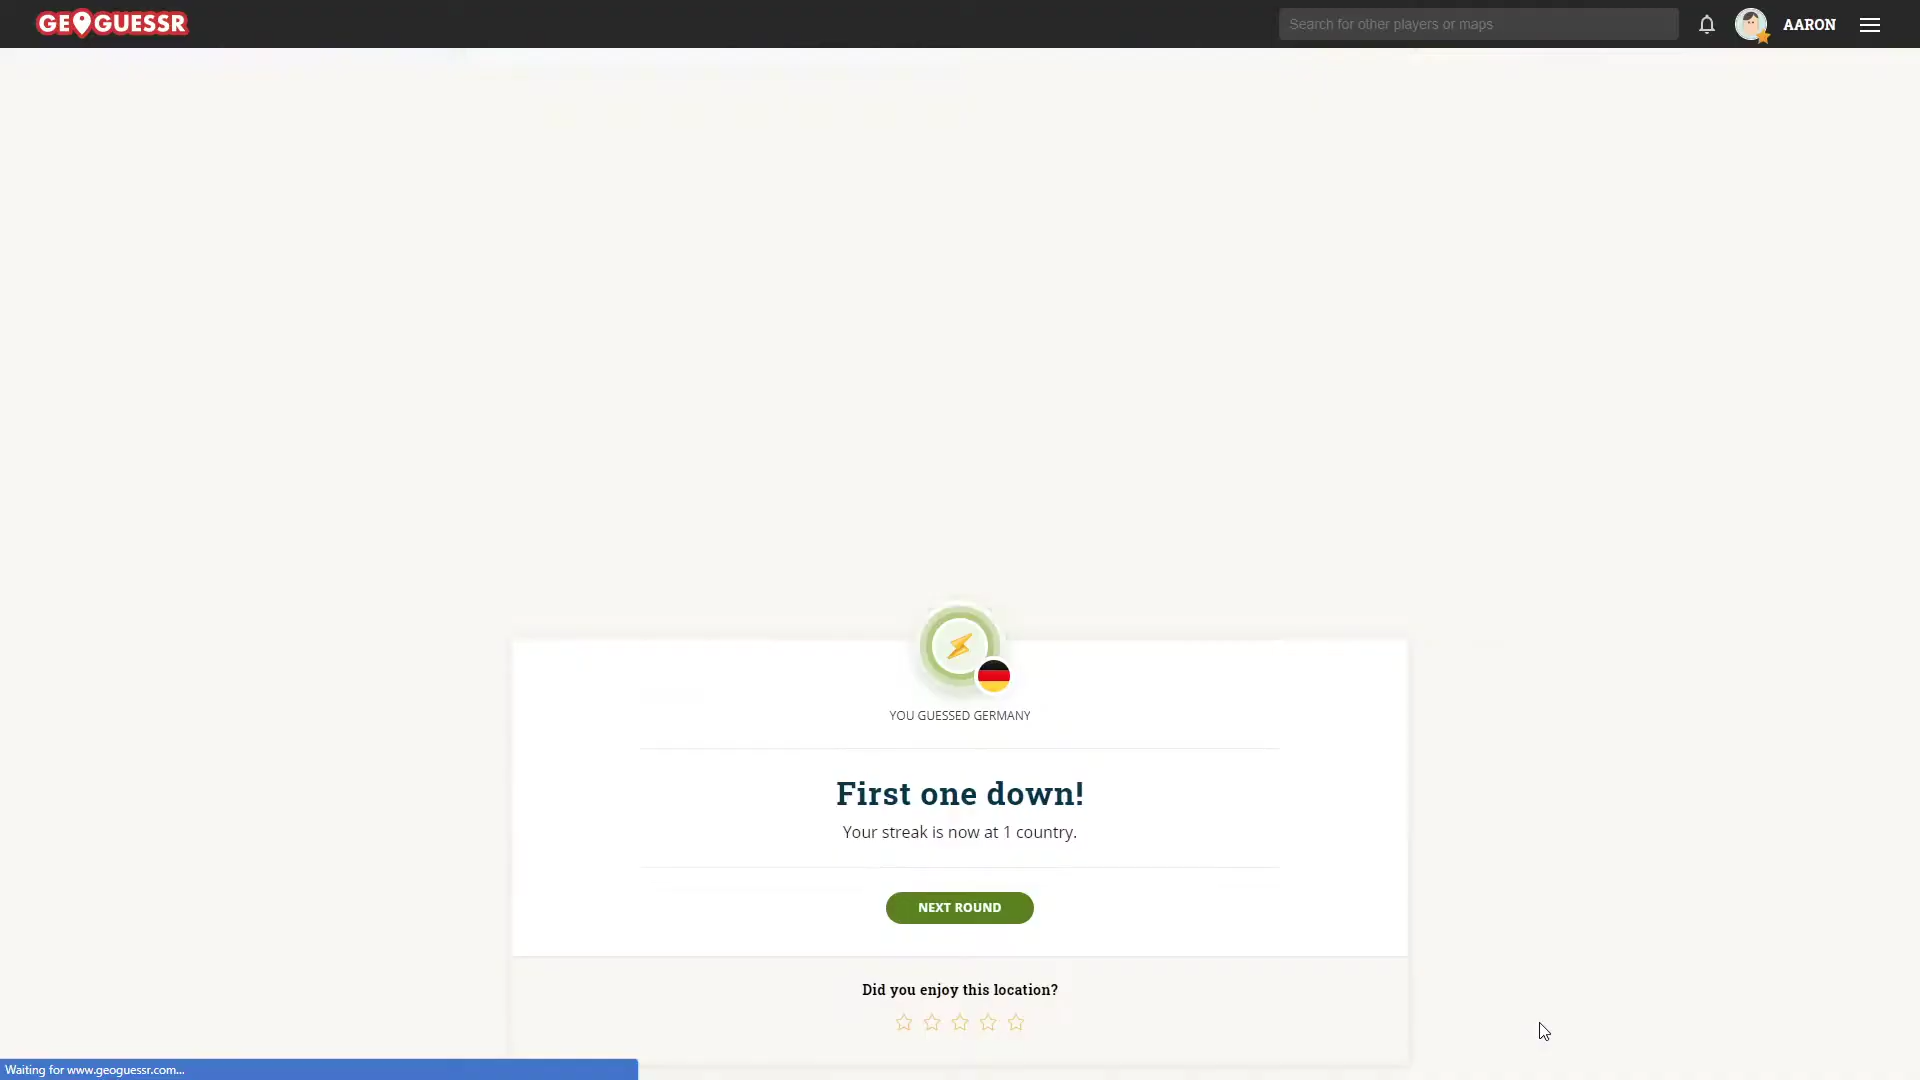 GEOGUESSR
Search for other players or maps
AARON
YOU GUESSED GERMANY
First one down!
Your streak is now at 1 country.
NEXT ROUND
Did you enjoy this location?
Waiting for www.geoguessr.com...